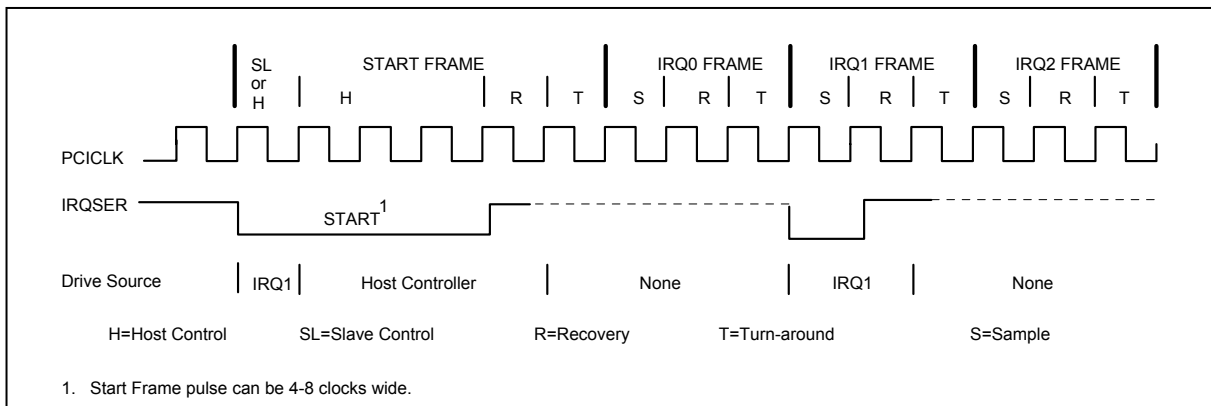 SL or H
START FRAME
IRQ0 FRAME
IRQ1 FRAME
IRQ2 FRAME
H
R
T
S
R
T
S
R
T
S
R
T
PCICLK
IRQSER
START1
Drive Source
IRQ1
Host Controller
None
IRQ1
None
H=Host Control
SL=Slave Control
R=Recovery
T=Turn-around
S=Sample
1. Start Frame pulse can be 4-8 clocks wide.